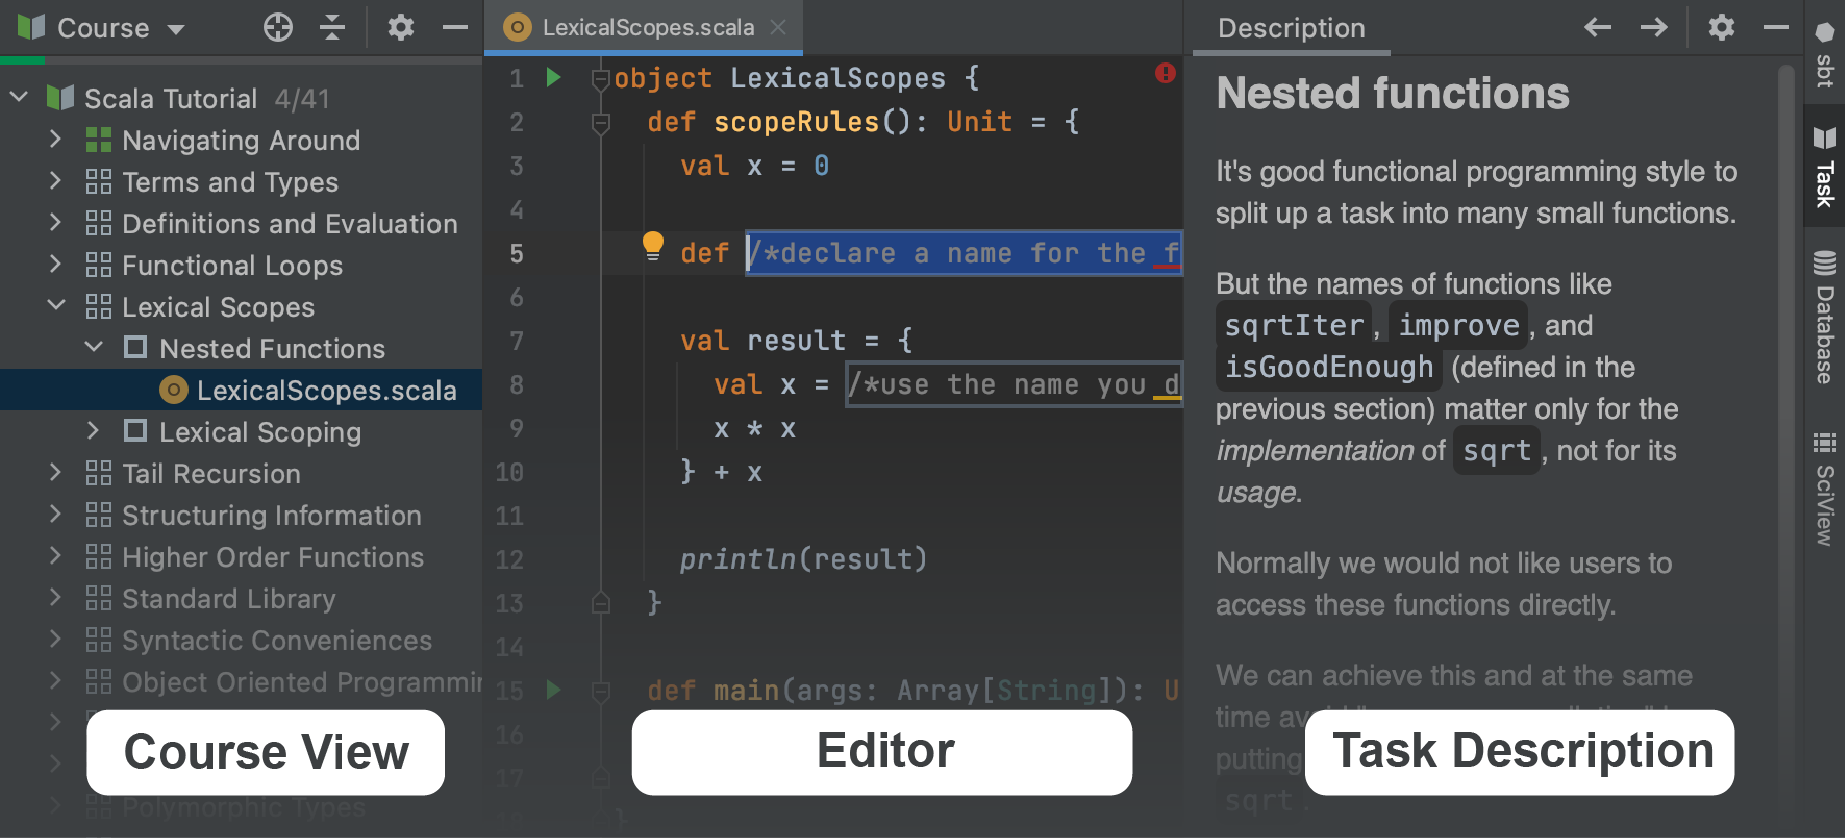 Course
Scala Tutorial 4/41
Navigating Around
Terms and Types
Definitions and Evaluation
Functional Loops
Lexical Scopes
Nested Functions
LexicalScopes.scala
Lexical Scoping
Tail Recursion
Structuring Information
Higher Order Functions
Standard Library
Syntactic Conveniences
Object Oriented Programmin
Polymorphic Types
Course View
LexicalScopes.scala
1 object LexicalScopes {
2 def scopeRules(): Unit = {
3 val x = 0
4
5 def /*declare a name for the f
6
7 val result = {
8 val x = /*use the name you d
9 x * x
10 } + x
11
12 println(result)
13 }
14
15 def main(args: Array[String]): U
16
17
18 }
Editor
Description
Nested functions
It's good functional programming style to
split up a task into many small functions.
But the names of functions like
sqrtIter, improve, and
isGoodEnough (defined in the
previous section) matter only for the
implementation of sqrt, not for its
usage.
Normally we would not like users to
access these functions directly.
We can achieve this and at the same
time
putting
sqrt.
Task Description
sbt
Task
Database
SciView